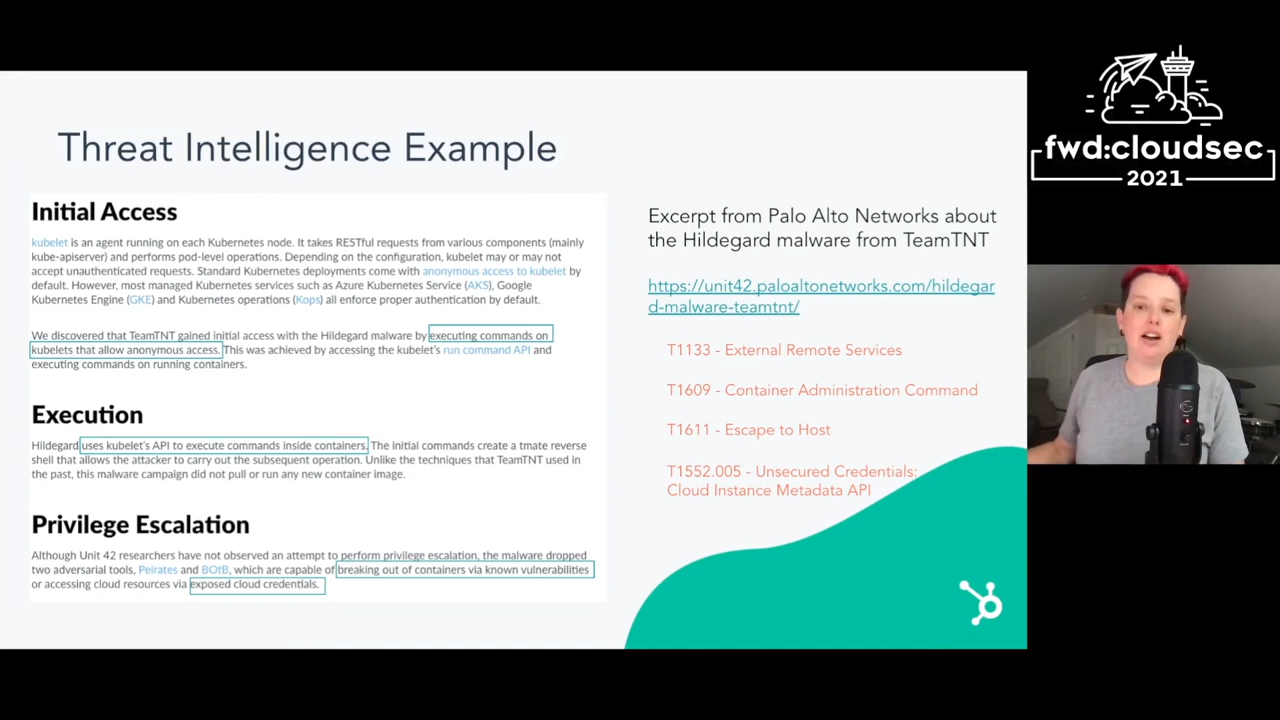 Threat Intelligence Example
Initial Access
kubelet is an agent running on each Kubernetes node. It takes RESTful requests from various components (mainly
kube-apiserver) and performs pod-level operations. Depending on the configuration, kubelet may or may not
accept unauthenticated requests. Standard Kubernetes deployments come with anonymous access to kubelet by
default. However, most managed Kubernetes services such as Azure Kubernetes Service (AKS), Google
Kubernetes Engine (GKE) and Kubernetes operations (Kops) all enforce proper authentication by default.
We discovered that TeamTNT gained initial access with the Hildegard malware by executing commands on
kubelets that allow anonymous access. This was achieved by accessing the kubelet's run command API and
executing commands on running containers.
Execution
Hildegard uses kubelet's API to execute commands inside containers. The initial commands create a tmate reverse
shell that allows the attacker to carry out the subsequent operation. Unlike the techniques that TeamTNT used in
the past, this malware campaign did not pull or run any new container image.
Privilege Escalation
Although Unit 42 researchers have not observed an attempt to perform privilege escalation, the malware dropped
two adversarial tools, Peirates and BOtB, which are capable of breaking out of containers via known vulnerabilities
or accessing cloud resources via exposed cloud credentials.
Excerpt from Palo Alto Networks about
the Hildegard malware from TeamTNT
https://unit42.paloaltonetworks.com/hildegar
d-malware-teamtnt/
T1133 - External Remote Services
T1609 - Container Administration Command
T1611 - Escape to Host
T1552.005 - Unsecured Credentials:
Cloud Instance Metadata API
fwd:cloudsec
2021